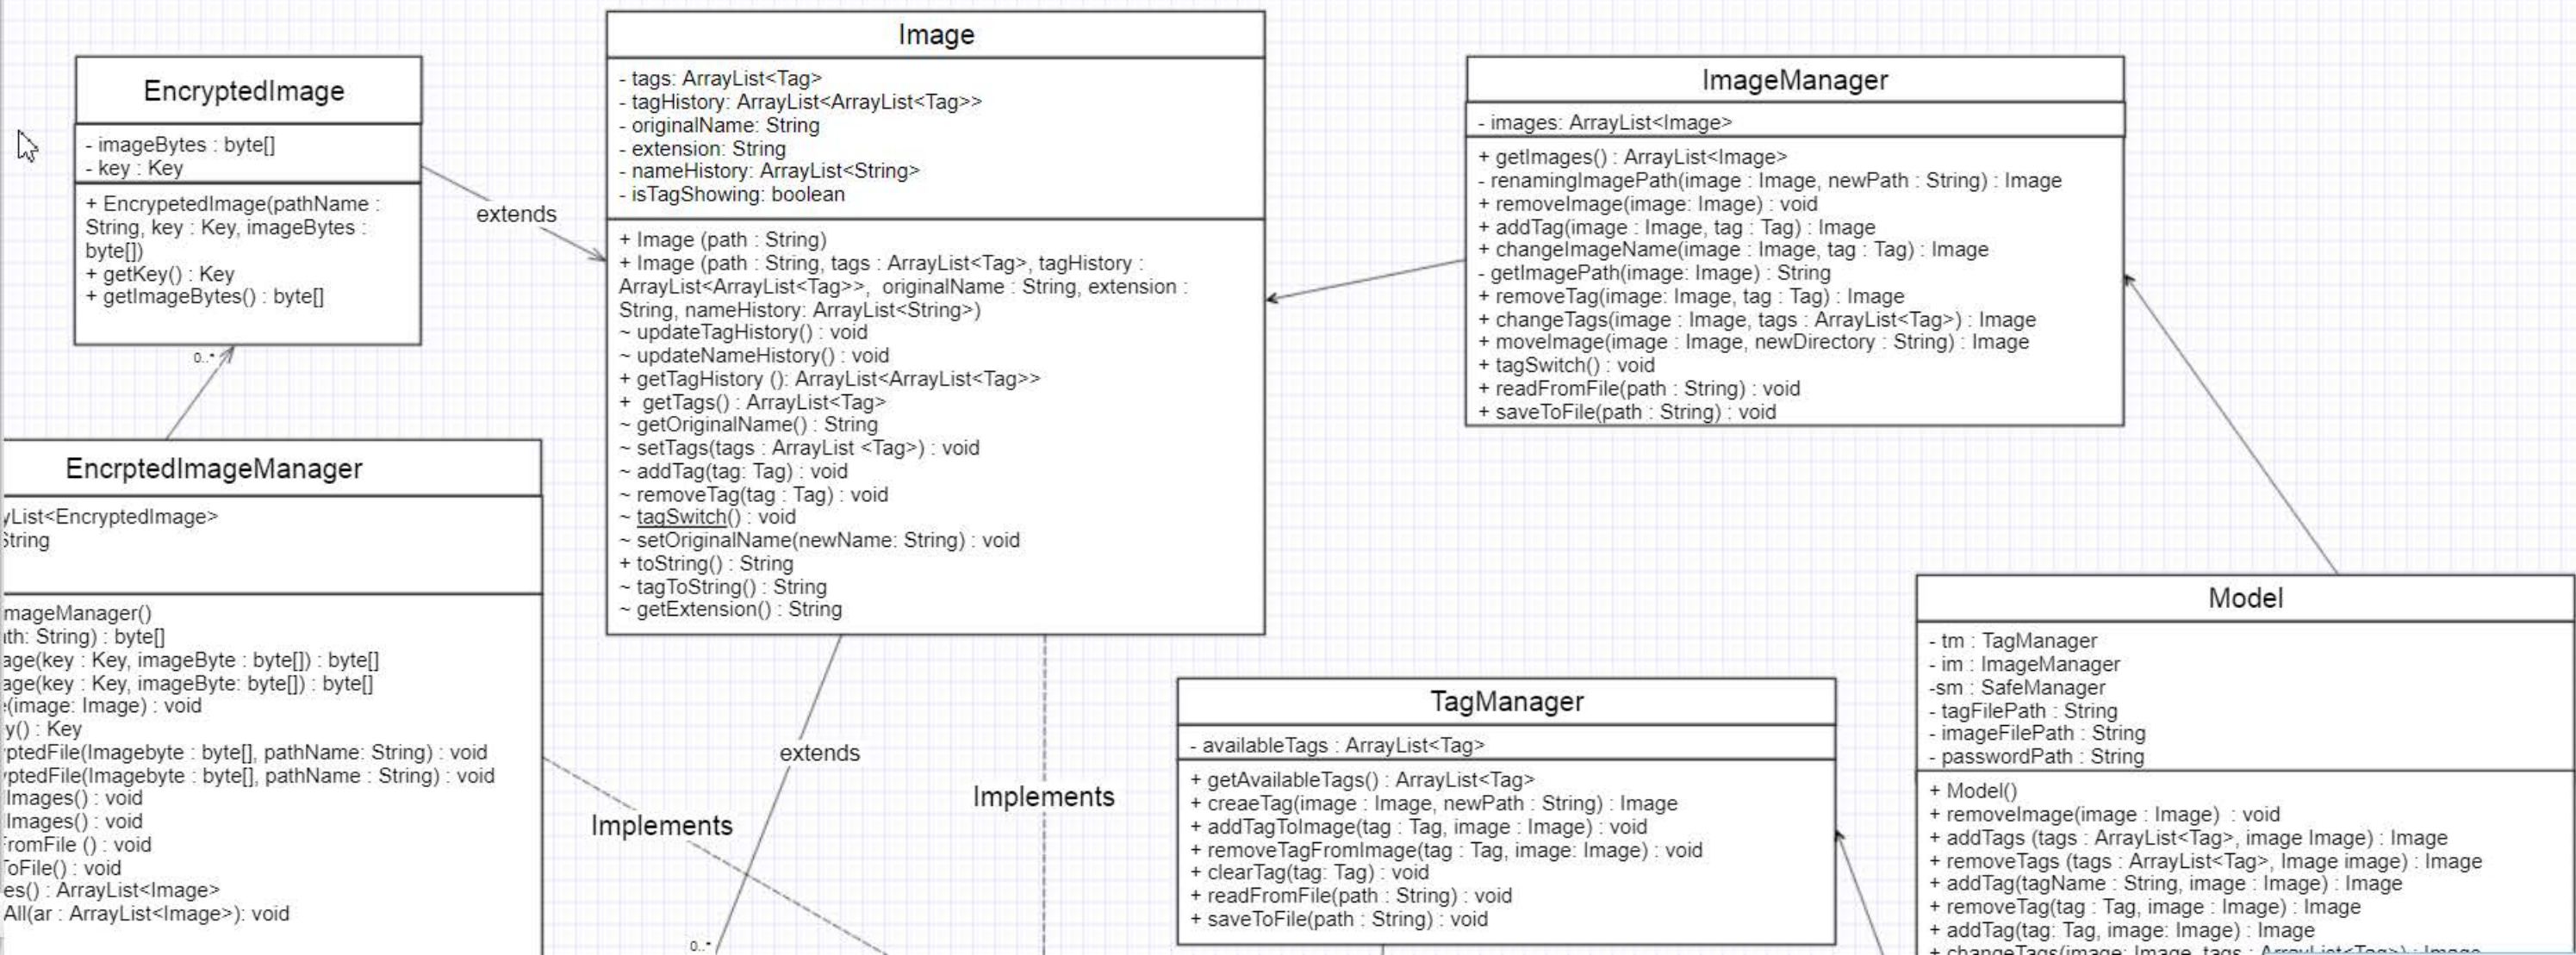 EncryptedImage
- imageBytes : byte[]
- key : Key
+ EncrypetedImage(pathName :
String, key : Key, imageBytes :
byte[])
+ getKey() : Key
+ getImageBytes() : byte[]
extends
0..*
Image
- tags: ArrayList<Tag>
- tagHistory: ArrayList<ArrayList<Tag>>
- originalName: String
- extension: String
- nameHistory: ArrayList<String>
- isTagShowing: boolean
+ Image (path : String)
+ Image (path : String, tags : ArrayList<Tag>, tagHistory :
ArrayList<ArrayList<Tag>>, originalName : String, extension :
String, nameHistory: ArrayList<String>)
~ updateTagHistory() : void
~ updateNameHistory() : void
+ getTagHistory (): ArrayList<ArrayList<Tag>>
+ getTags() : ArrayList<Tag>
~ getOriginalName() : String
~ setTags(tags : ArrayList <Tag>) : void
~ addTag(tag: Tag) : void
~ removeTag(tag : Tag) : void
~ tagSwitch() : void
~ setOriginalName(newName: String) : void
+ toString() : String
~ tagToString() : String
~ getExtension() : String
ImageManager
- images: ArrayList<Image>
+ getImages() : ArrayList<Image>
- renamingImagePath(image : Image, newPath : String) : Image
+ removeImage(image: Image) : void
+ addTag(image : Image, tag : Tag) : Image
+ changeImageName(image : Image, tag : Tag) : Image
- getImagePath(image: Image) : String
+ removeTag(image: Image, tag : Tag) : Image
+ changeTags(image : Image, tags : ArrayList<Tag>) : Image
+ moveImage(image : Image, newDirectory : String) : Image
+ tagSwitch() : void
+ readFromFile(path : String) : void
+ saveToFile(path : String) : void
EncrptedImageManager
yList<EncryptedImage>
String
mageManager()
th: String) : byte[]
age(key : Key, imageByte : byte[]) : byte[]
age(key : Key, imageByte: byte[]) : byte[]
(image: Image) : void
y() : Key
ptedFile(Imagebyte : byte[], pathName: String) : void
ptedFile(Imagebyte : byte[], pathName : String) : void
Images() : void
Images() : void
FromFile () : void
ToFile() : void
es() : ArrayList<Image>
All(ar : ArrayList<Image>): void
Implements
extends
0..*
Implements
TagManager
- availableTags : ArrayList<Tag>
+ getAvailableTags() : ArrayList<Tag>
+ creaeTag(image : Image, newPath : String) : Image
+ addTagToImage(tag : Tag, image : Image) : void
+ removeTagFromImage(tag : Tag, image: Image) : void
+ clearTag(tag: Tag) : void
+ readFromFile(path : String) : void
+ saveToFile(path : String) : void
Model
- tm : TagManager
- im : ImageManager
-sm : SafeManager
- tagFilePath : String
- imageFilePath : String
- passwordPath : String
+ Model()
+ removeImage(image : Image) : void
+ addTags (tags : ArrayList<Tag>, image Image) : Image
+ removeTags (tags : ArrayList<Tag>, Image image) : Image
+ addTag(tagName : String, image : Image) : Image
+ removeTag(tag : Tag, image : Image) : Image
+ addTag(tag: Tag, image: Image) : Image
+ changeTags(image: Image, tags : ArrayList<Tag>) : Image